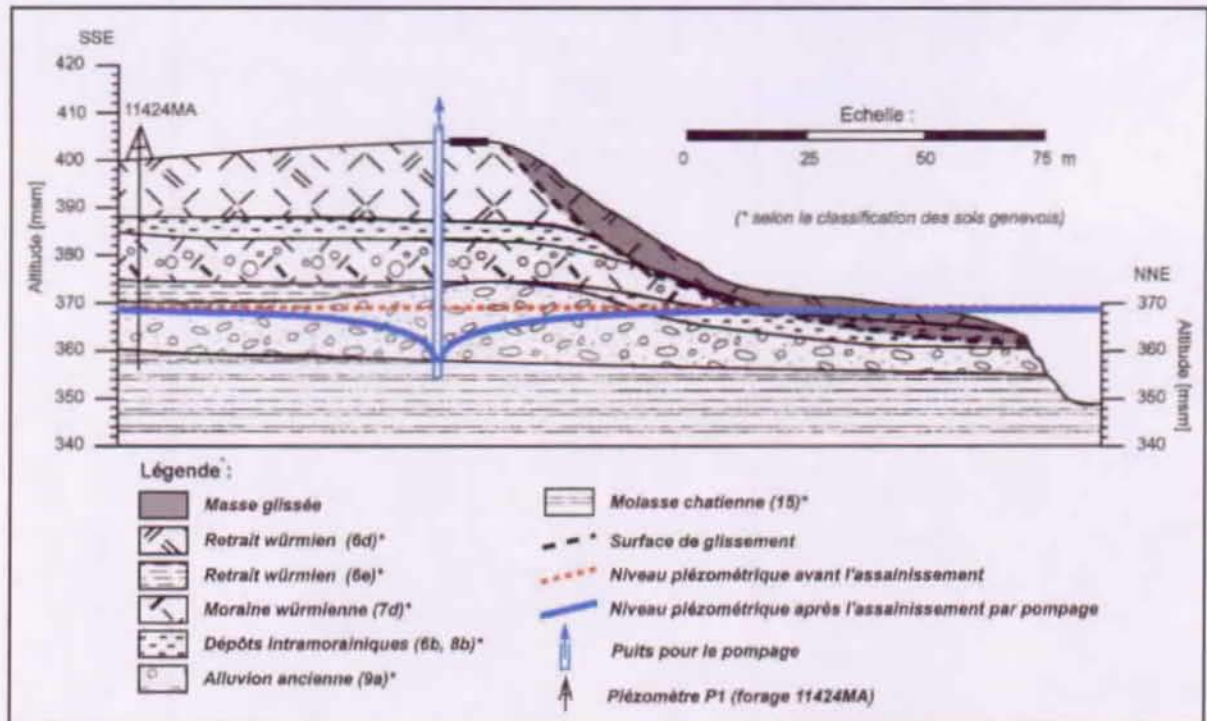 SSE
420
410
400
390
380
370
360
350
340
Altitude [msm]
11424MA
Echelle :
0 25 50 75 m
(* selon la classification des sols genevois)
NNE
370
360
350
340
Altitude [msm]
Légende* :
Masse glissée
Retrait würmien (6d)*
Retrait würmien (6e)*
Moraine würmienne (7d)*
Dépôts intramorainiques (6b, 8b)*
Alluvion ancienne (9a)*
Molasse chatienne (15)*
Surface de glissement
Niveau piézométrique avant l'assainissement
Niveau piézométrique après l'assainissement par pompage
Puits pour le pompage
Piézomètre P1 (forage 11424MA)